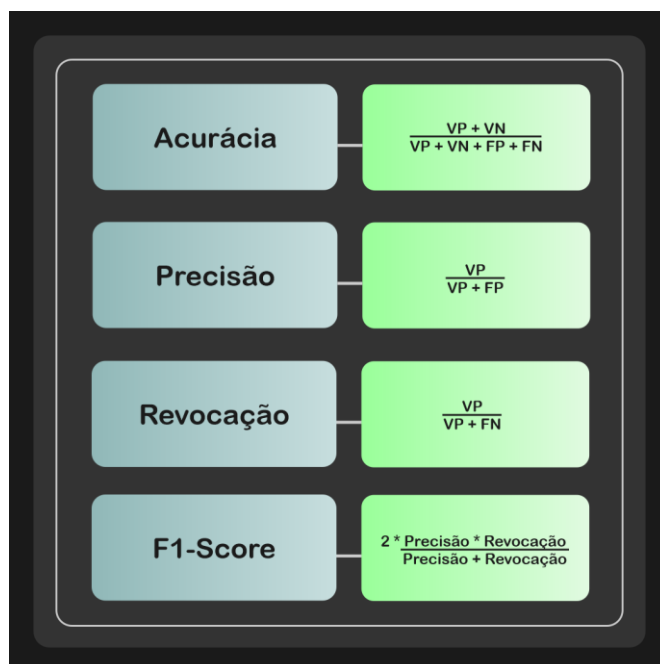 Acurácia
VP + VN
VP + VN + FP + FN
Precisão
VP
VP + FP
Revocação
VP
VP + FN
F1-Score
2 * Precisão * Revocação
Precisão + Revocação